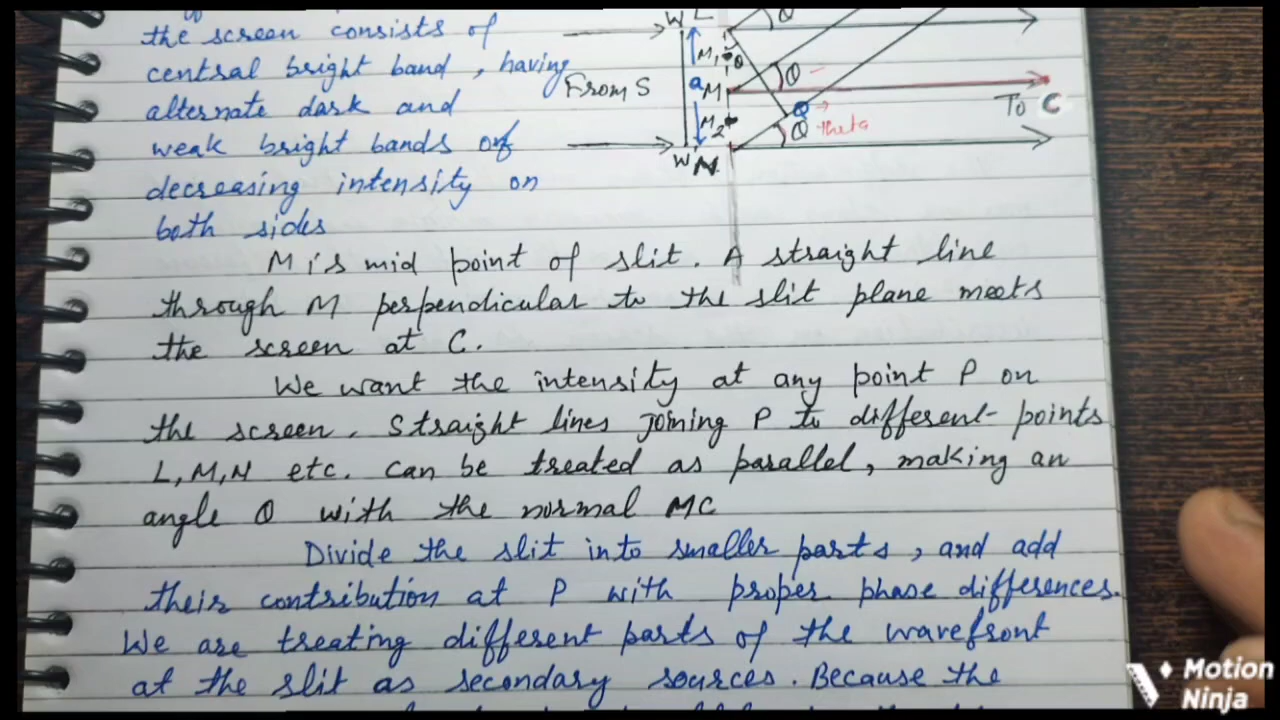 the screen consists of
central bright band, having
alternate dark and
weak bright bands of
decreasing intensity on
both sides
W L
θ
M₁ θ
From S
a M θ
To C
Q
M₂ θ theta
W N
M is mid point of slit. A straight line
through M perpendicular to the slit plane meets
the screen at C.
We want the intensity at any point P on
the screen. Straight lines joining P to different points
L, M, N etc. can be treated as parallel, making an
angle θ with the normal MC
Divide the slit into smaller parts, and add
their contribution at P with proper phase differences.
We are treating different parts of the wavefront
at the slit as secondary sources. Because the
Motion
Ninja